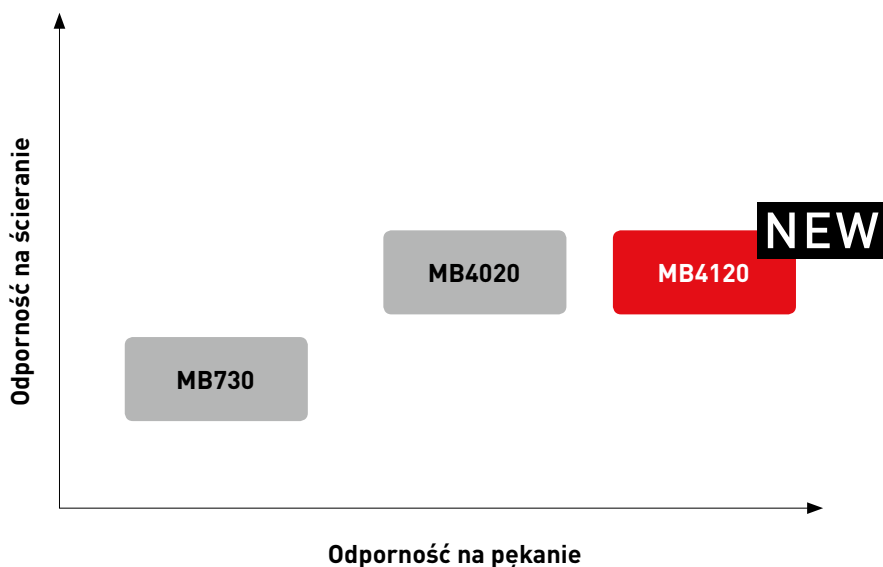 Odporność na ścieranie
NEW
MB4020
MB4120
MB730
Odporność na pękanie